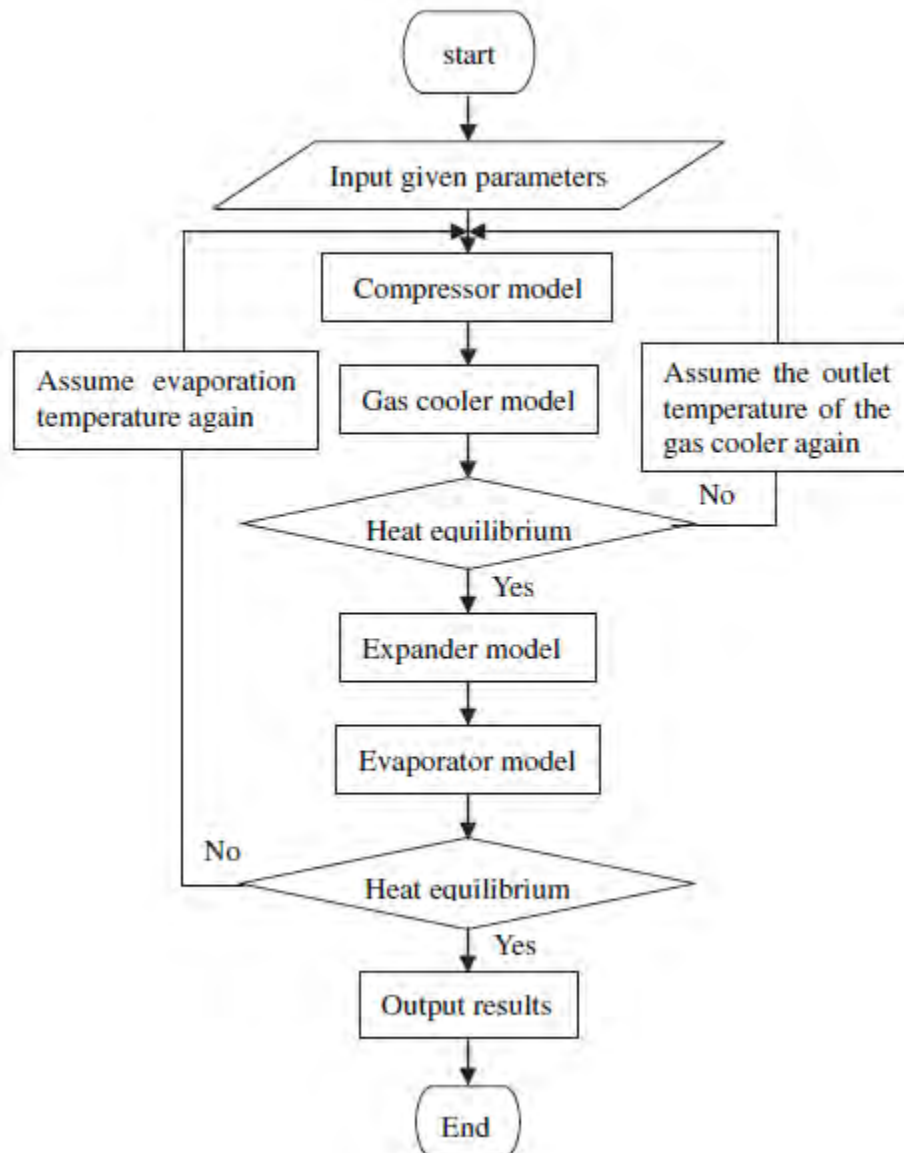 start
Input given parameters
Compressor model
Assume evaporation
temperature again
Gas cooler model
Assume the outlet
temperature of the
gas cooler again
No
Heat equilibrium
Yes
Expander model
Evaporator model
No
Heat equilibrium
Yes
Output results
End